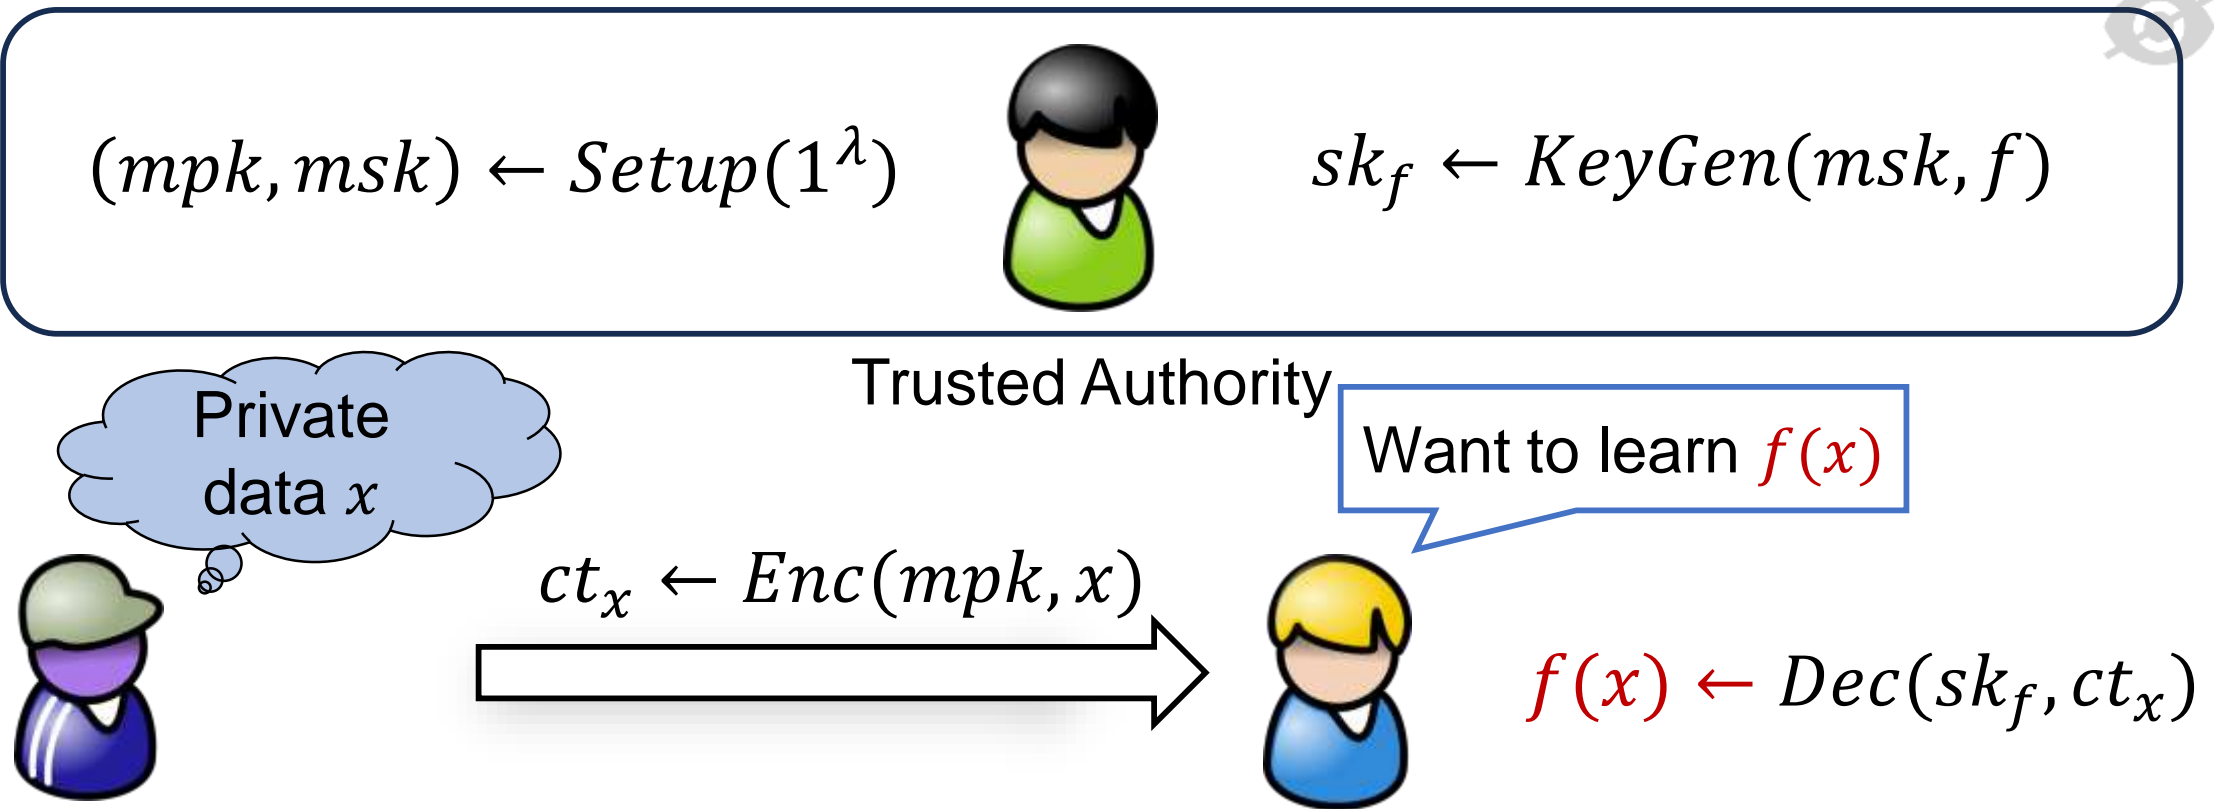 (mpk, msk) ← Setup(1^λ)
sk_f ← KeyGen(msk, f)
Trusted Authority
Private
data x
Want to learn f(x)
ct_x ← Enc(mpk, x)
f(x) ← Dec(sk_f, ct_x)